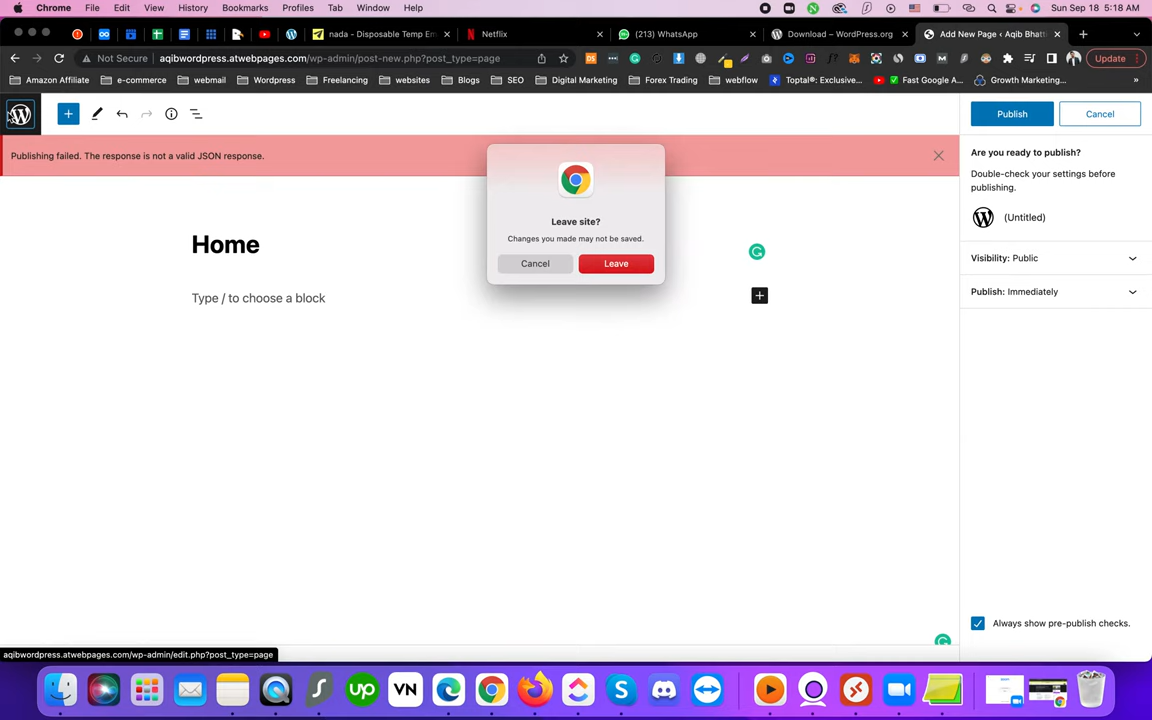 Chrome File Edit View History Bookmarks Profiles Tab Window Help Sun Sep 18 5:18 AM
nada - Disposable Temp Em Netflix (213) WhatsApp Download – WordPress.org Add New Page ‹ Aqib Bhatti
Not Secure aqibwordpress.atwebpages.com/wp-admin/post-new.php?post_type=page Update
Amazon Affiliate e-commerce webmail Wordpress Freelancing websites Blogs SEO Digital Marketing Forex Trading webflow Toptal®: Exclusive... Fast Google A... Growth Marketing... »
Publish Cancel
Publishing failed. The response is not a valid JSON response.
Are you ready to publish?
Double-check your settings before
publishing.
(Untitled)
Visibility: Public
Publish: Immediately
Leave site?
Changes you made may not be saved.
Cancel Leave
Home
Type / to choose a block
Always show pre-publish checks.
aqibwordpress.atwebpages.com/wp-admin/edit.php?post_type=page
up VN